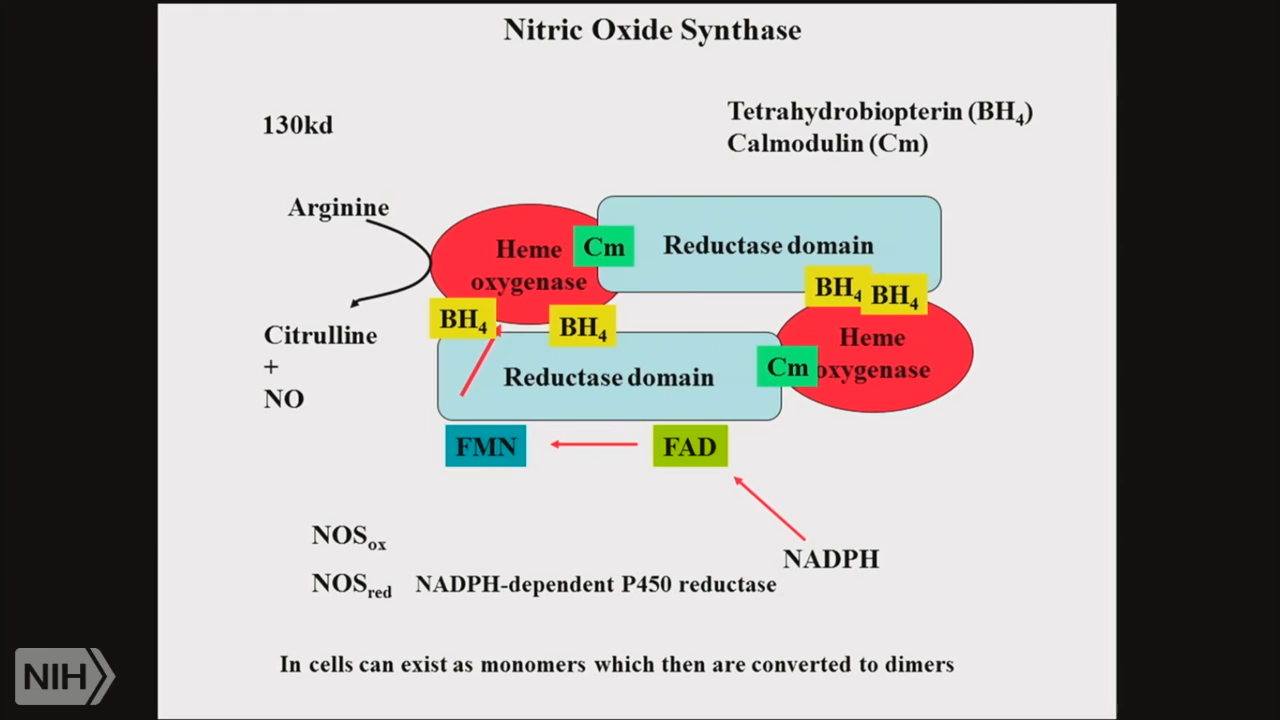 Nitric Oxide Synthase
130kd
Tetrahydrobiopterin (BH4)
Calmodulin (Cm)
Arginine
Heme
oxygenase
Cm
Reductase domain
BH4
BH4
BH4
BH4
Citrulline
+
NO
Reductase domain
Cm
Heme
oxygenase
FMN
FAD
NADPH
NOSox
NOSred NADPH-dependent P450 reductase
In cells can exist as monomers which then are converted to dimers
NIH